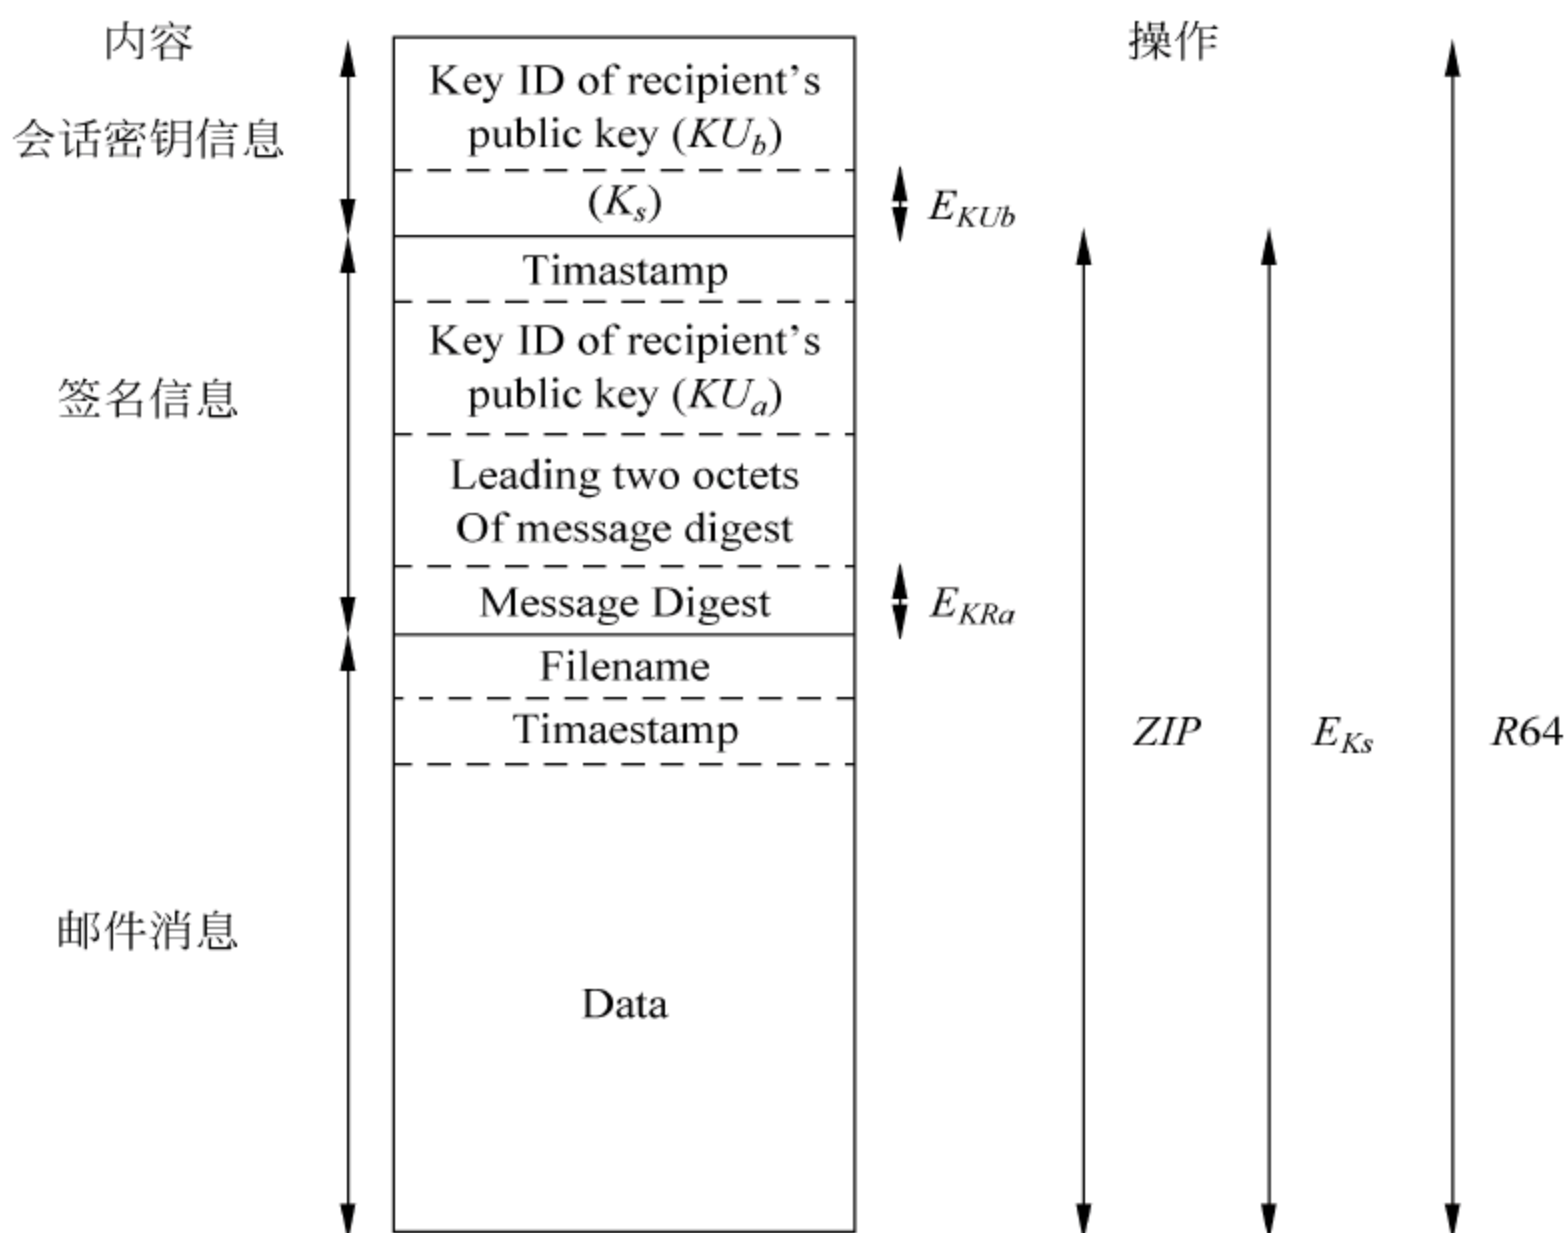 内容
操作
会话密钥信息
Key ID of recipient's
public key (KUb)
(Ks)
EKUb
签名信息
Timastamp
Key ID of recipient's
public key (KUa)
Leading two octets
Of message digest
Message Digest
EKRa
邮件消息
Filename
Timaestamp
Data
ZIP
EKs
R64